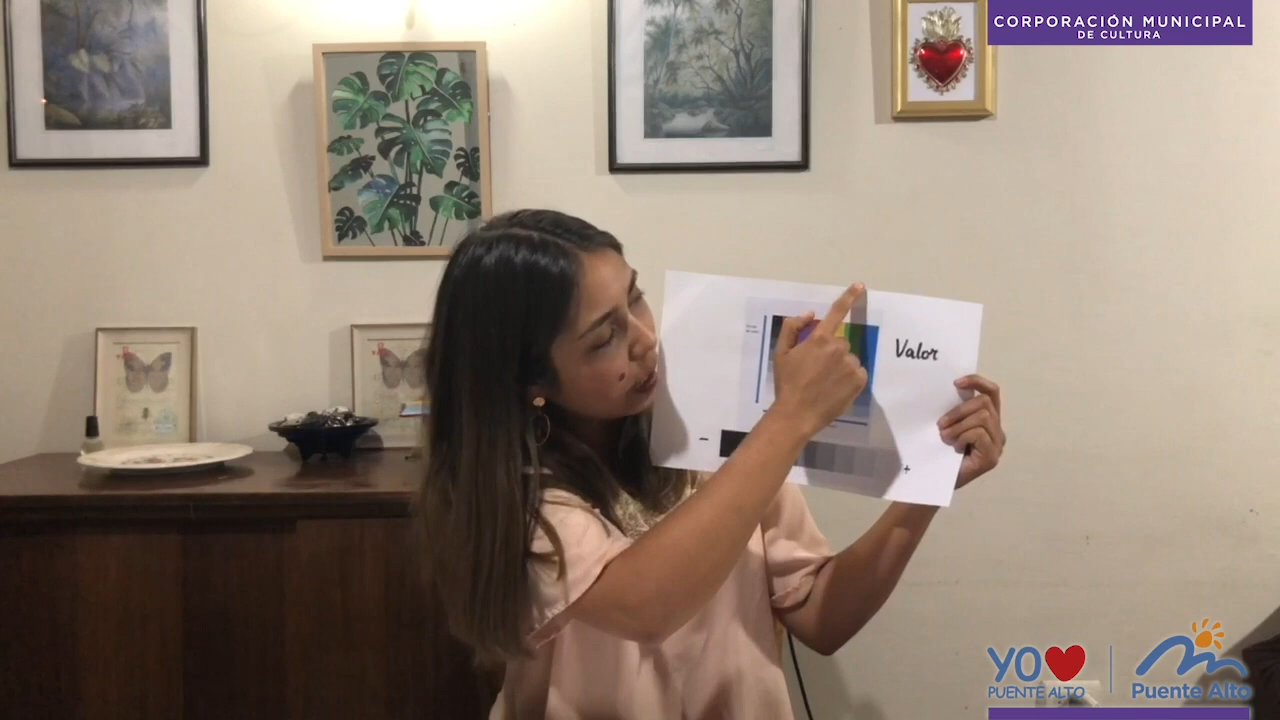 CORPORACIÓN MUNICIPAL
DE CULTURA
Valor
-
+
YO
PUENTE ALTO
Puente Alto